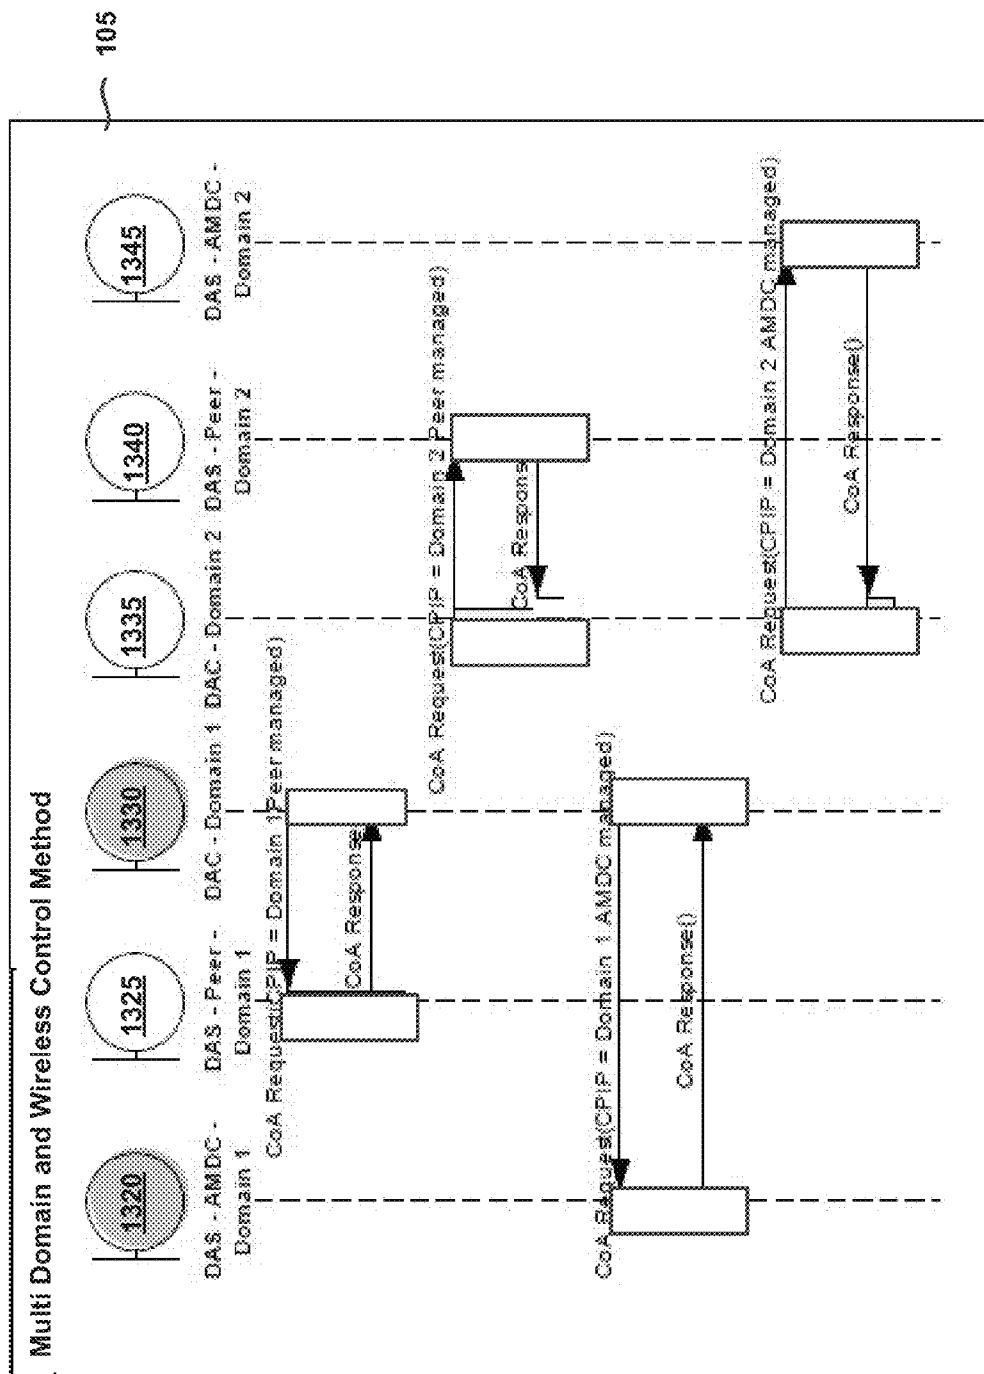 Multi Domain and Wireless Control Method
105
1320
1325
1330
1335
1340
1345
DAS - AMDC -
Domain 1
DAS - Peer -
Domain 1
DAC - Domain 1
DAC - Domain 2
DAS - Peer -
Domain 2
DAS - AMDC -
Domain 2
CoA Request(CPIP = Domain 1 Peer managed)
CoA Response
CoA Request(CPIP = Domain 2 Peer managed)
CoA Response
CoA Request(CPIP = Domain 1 AMDC managed)
CoA Response()
CoA Request(CPIP = Domain 2 AMDC managed)
CoA Response()